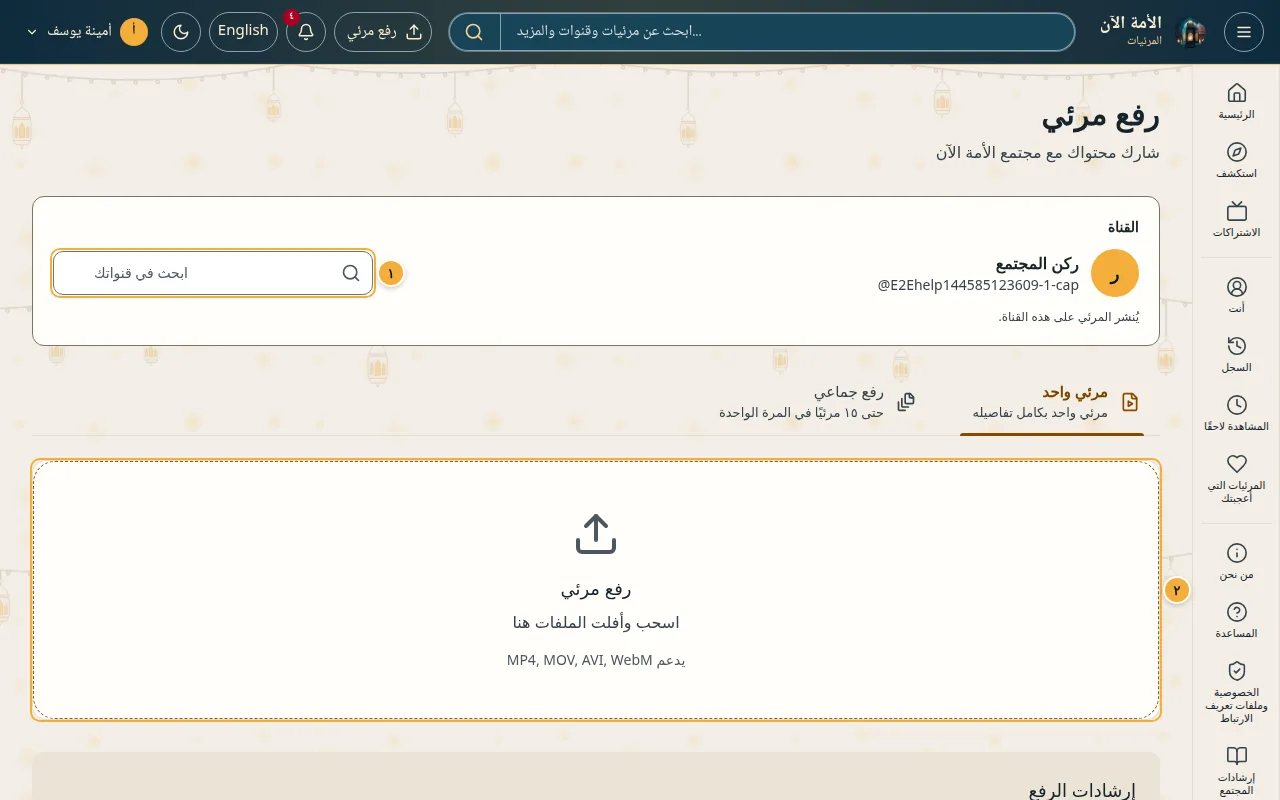 الأمة الآن
المرئيات
ابحث عن مرئيات وقنوات والمزيد...
رفع مرئي
٤
English
أ
أمينة يوسف
الرئيسية
استكشف
الاشتراكات
أنت
السجل
المشاهدة لاحقًا
المرئيات التي
أعجبتك
من نحن
المساعدة
الخصوصية
وملفات تعريف
الارتباط
إرشادات
المجتمع
رفع مرئي
شارك محتواك مع مجتمع الأمة الآن
القناة
ر
ركن المجتمع
@E2Ehelp144585123609-1-cap
يُنشر المرئي على هذه القناة.
١
ابحث في قنواتك
مرئي واحد
مرئي واحد بكامل تفاصيله
رفع جماعي
حتى ١٥ مرئيًا في المرة الواحدة
٢
رفع مرئي
اسحب وأفلت الملفات هنا
يدعم MP4, MOV, AVI, WebM
إرشادات الرفع